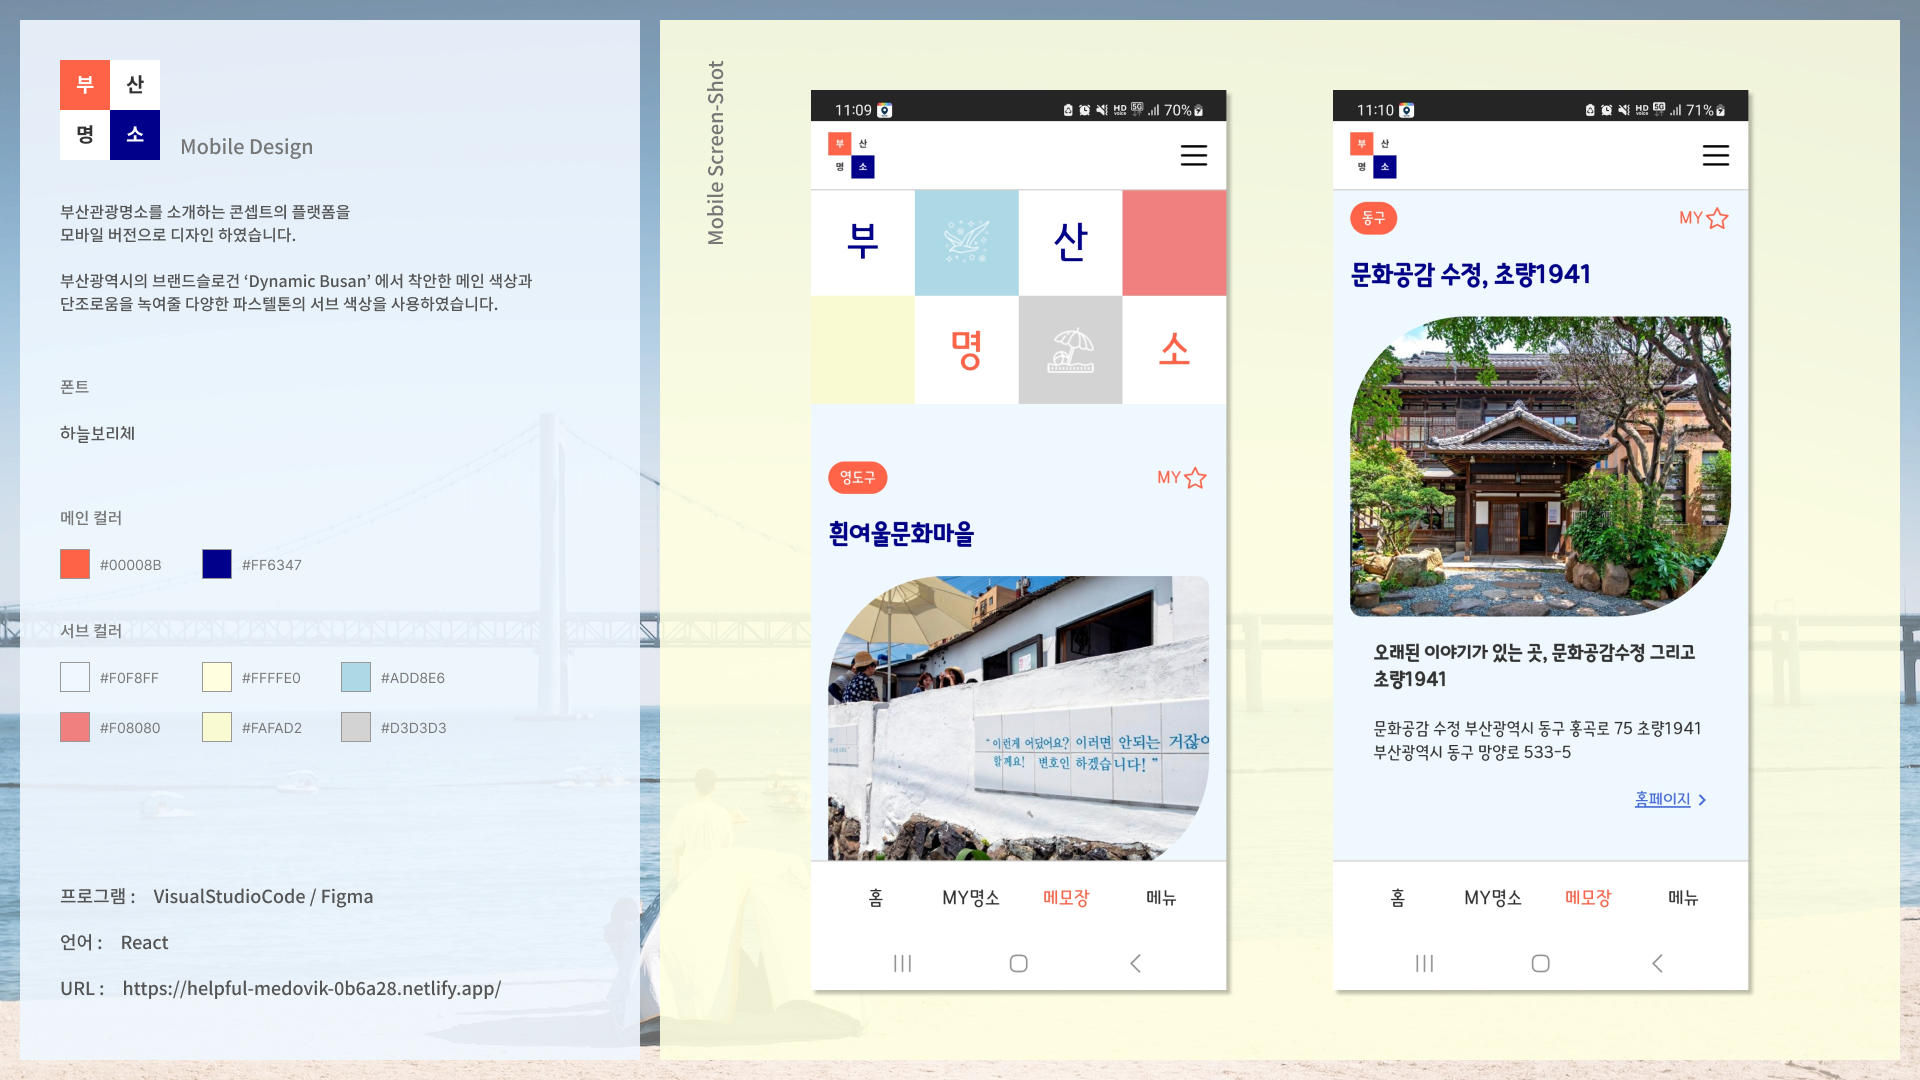 부 산
명 소
Mobile Design
부산관광명소를 소개하는 콘셉트의 플랫폼을
모바일 버전으로 디자인 하였습니다.
부산광역시의 브랜드슬로건 ‘Dynamic Busan’ 에서 착안한 메인 색상과
단조로움을 녹여줄 다양한 파스텔톤의 서브 색상을 사용하였습니다.
폰트
하늘보리체
메인 컬러
#00008B #FF6347
서브 컬러
#F0F8FF #FFFFE0 #ADD8E6
#F08080 #FAFAD2 #D3D3D3
프로그램 : VisualStudioCode / Figma
언어 : React
URL : https://helpful-medovik-0b6a28.netlify.app/
Mobile Screen-Shot
11:09 HD 5G 70%
부 산
명 소
부 산
명 소
영도구 MY
흰여울문화마을
“ 이런게 어딨어요? 이러면 안되는 거잖아
할께요! 변호인 하겠습니다! ”
홈 MY명소 메모장 메뉴
11:10 HD 5G 71%
부 산
명 소
동구 MY
문화공감 수정, 초량1941
오래된 이야기가 있는 곳, 문화공감수정 그리고
초량1941
문화공감 수정 부산광역시 동구 홍곡로 75 초량1941
부산광역시 동구 망양로 533-5
홈페이지
홈 MY명소 메모장 메뉴